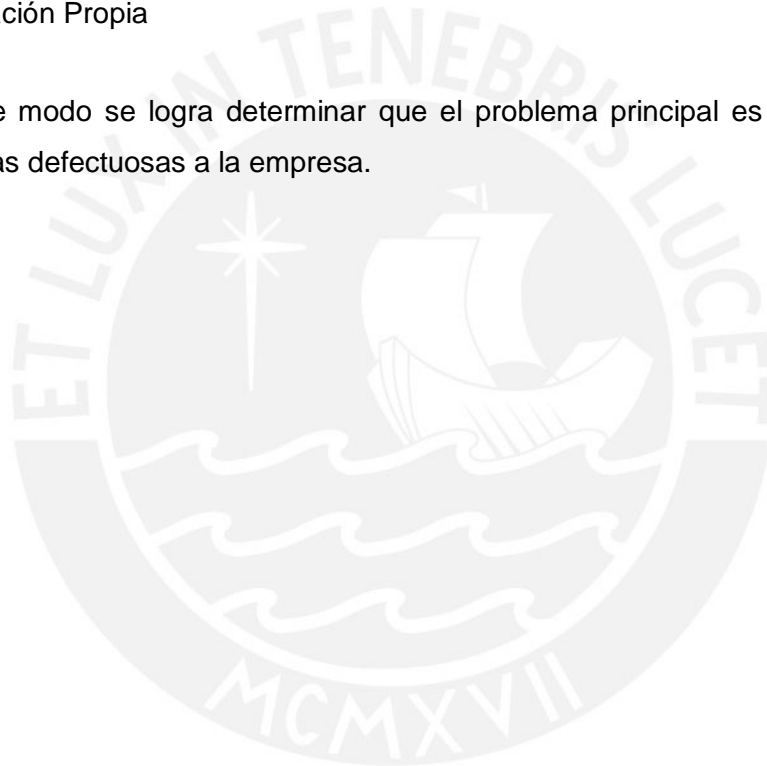 ación Propia
e modo se logra determinar que el problema principal es
as defectuosas a la empresa.
ET LUX IN TENEBRIS LUCET
MCMXVII